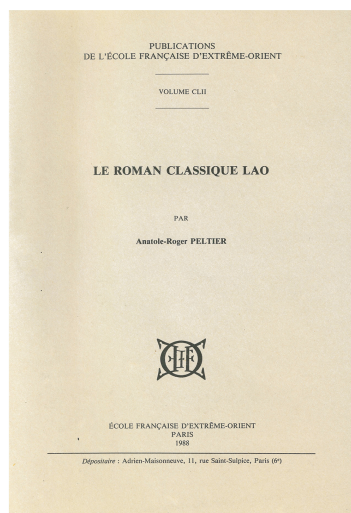 PUBLICATIONS
DE L'ÉCOLE FRANÇAISE D'EXTRÊME-ORIENT
VOLUME CLII
LE ROMAN CLASSIQUE LAO
PAR
Anatole-Roger PELTIER
ÉCOLE FRANÇAISE D'EXTRÊME-ORIENT
PARIS
1988
Dépositaire : Adrien-Maisonneuve, 11, rue Saint-Sulpice, Paris (6e)